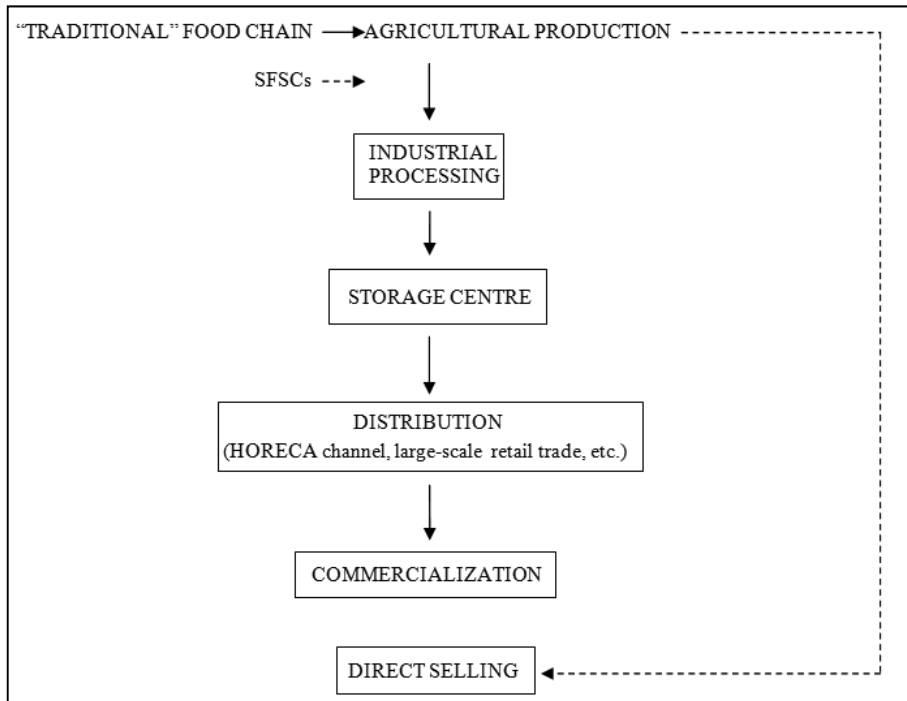 “TRADITIONAL” FOOD CHAIN AGRICULTURAL PRODUCTION
SFSCs
INDUSTRIAL
PROCESSING
STORAGE CENTRE
DISTRIBUTION
(HORECA channel, large-scale retail trade, etc.)
COMMERCIALIZATION
DIRECT SELLING